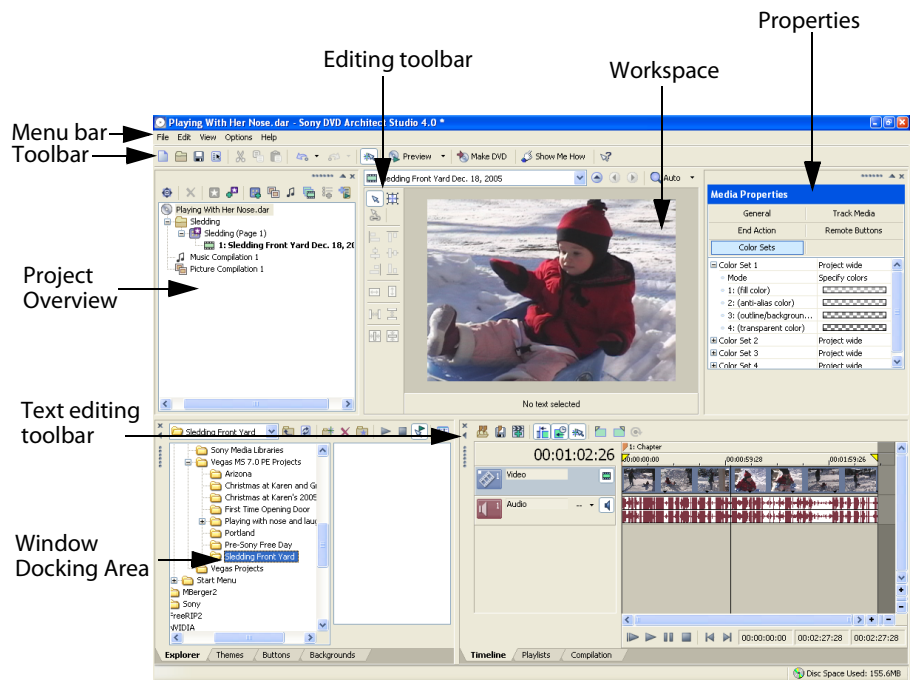 Properties
Editing toolbar
Workspace
Menu bar
Toolbar
Playing With Her Nose.dar - Sony DVD Architect Studio 4.0 *
File Edit View Options Help
Preview Make DVD Show Me How
Sledding Front Yard Dec. 18, 2005
Auto
Project
Overview
Playing With Her Nose.dar
Sledding
Sledding (Page 1)
1: Sledding Front Yard Dec. 18, 20
Music Compilation 1
Picture Compilation 1
No text selected
Media Properties
General Track Media
End Action Remote Buttons
Color Sets
Color Set 1 Project wide
Mode Specify colors
1: (fill color)
2: (anti-alias color)
3: (outline/backgroun...
4: (transparent color)
Color Set 2 Project wide
Color Set 3 Project wide
Color Set 4 Project wide
Text editing
toolbar
Window
Docking Area
Sledding Front Yard
Sony Media Libraries
Vegas MS 7.0 PE Projects
Arizona
Christmas at Karen and Gr
Christmas at Karen's 2005
First Time Opening Door
Playing with nose and laug
Portland
Pre-Sony Free Day
Sledding Front Yard
Vegas Projects
Start Menu
MBerger2
Sony
FreeRIP2
NVIDIA
Explorer Themes Buttons Backgrounds
00:01:02:26
1: Chapter
00:00:00:00 00:00:59:28 00:01:59:26
1 Video
1 Audio --
00:00:00:00 00:02:27:28 00:02:27:28
Timeline Playlists Compilation
Disc Space Used: 155.6MB